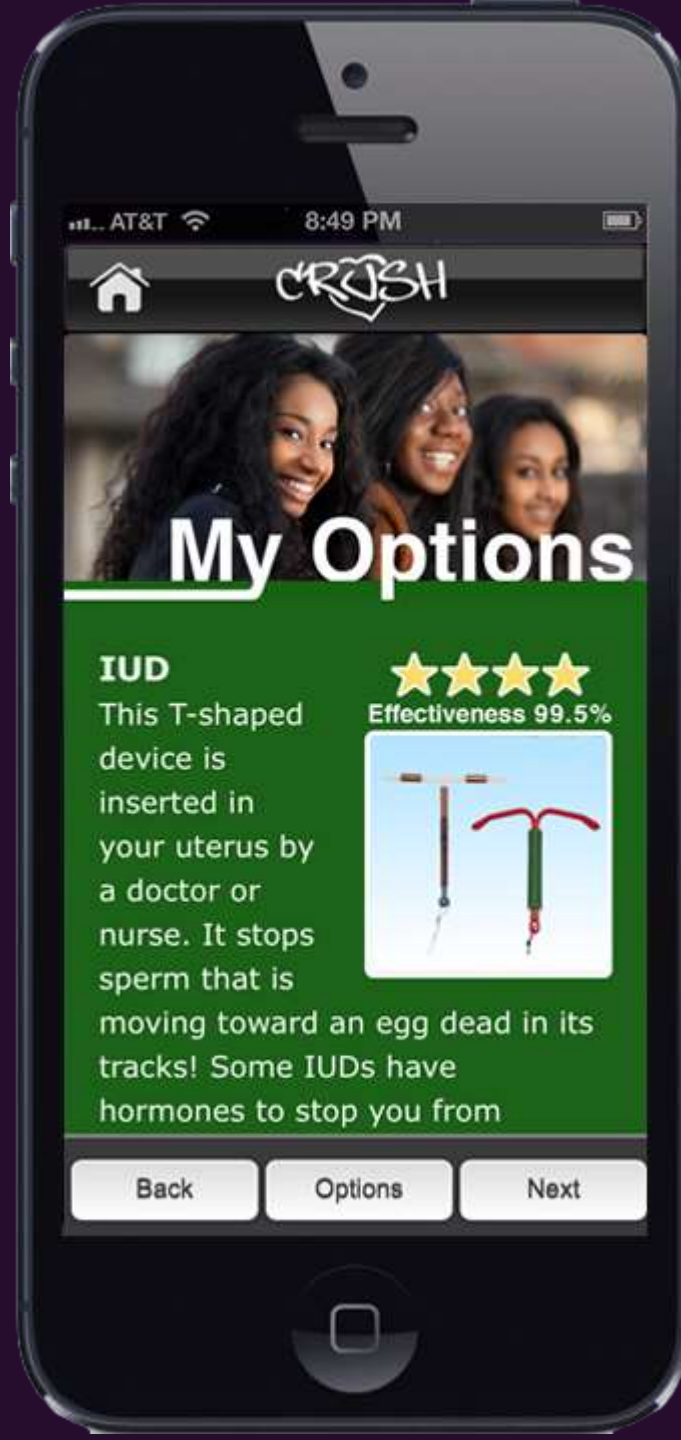 AT&T 8:49 PM
CRUSH
My Options
IUD
Effectiveness 99.5%
This T-shaped
device is
inserted in
your uterus by
a doctor or
nurse. It stops
sperm that is
moving toward an egg dead in its
tracks! Some IUDs have
hormones to stop you from
Back Options Next